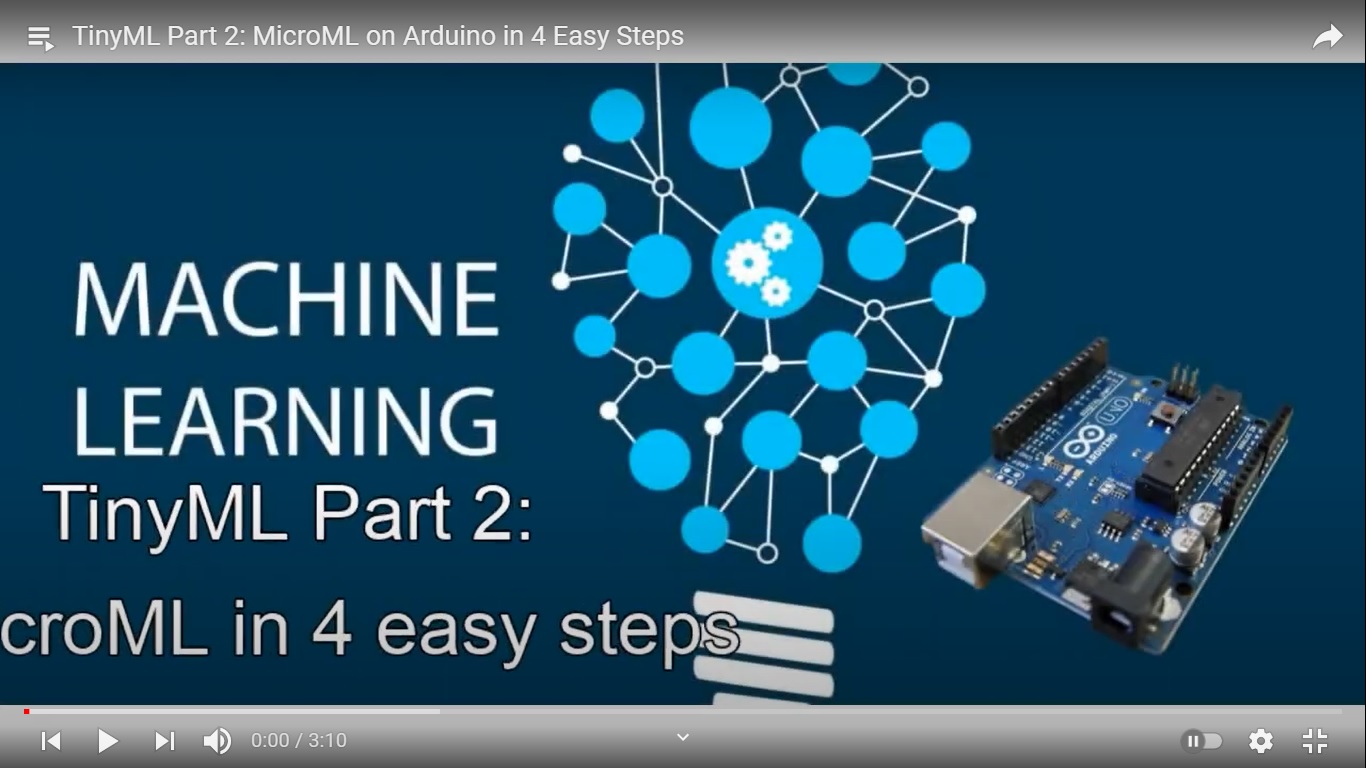 TinyML Part 2: MicroML on Arduino in 4 Easy Steps
MACHINE
LEARNING
TinyML Part 2:
croML in 4 easy steps
UNO
ARDUINO
0:00 / 3:10